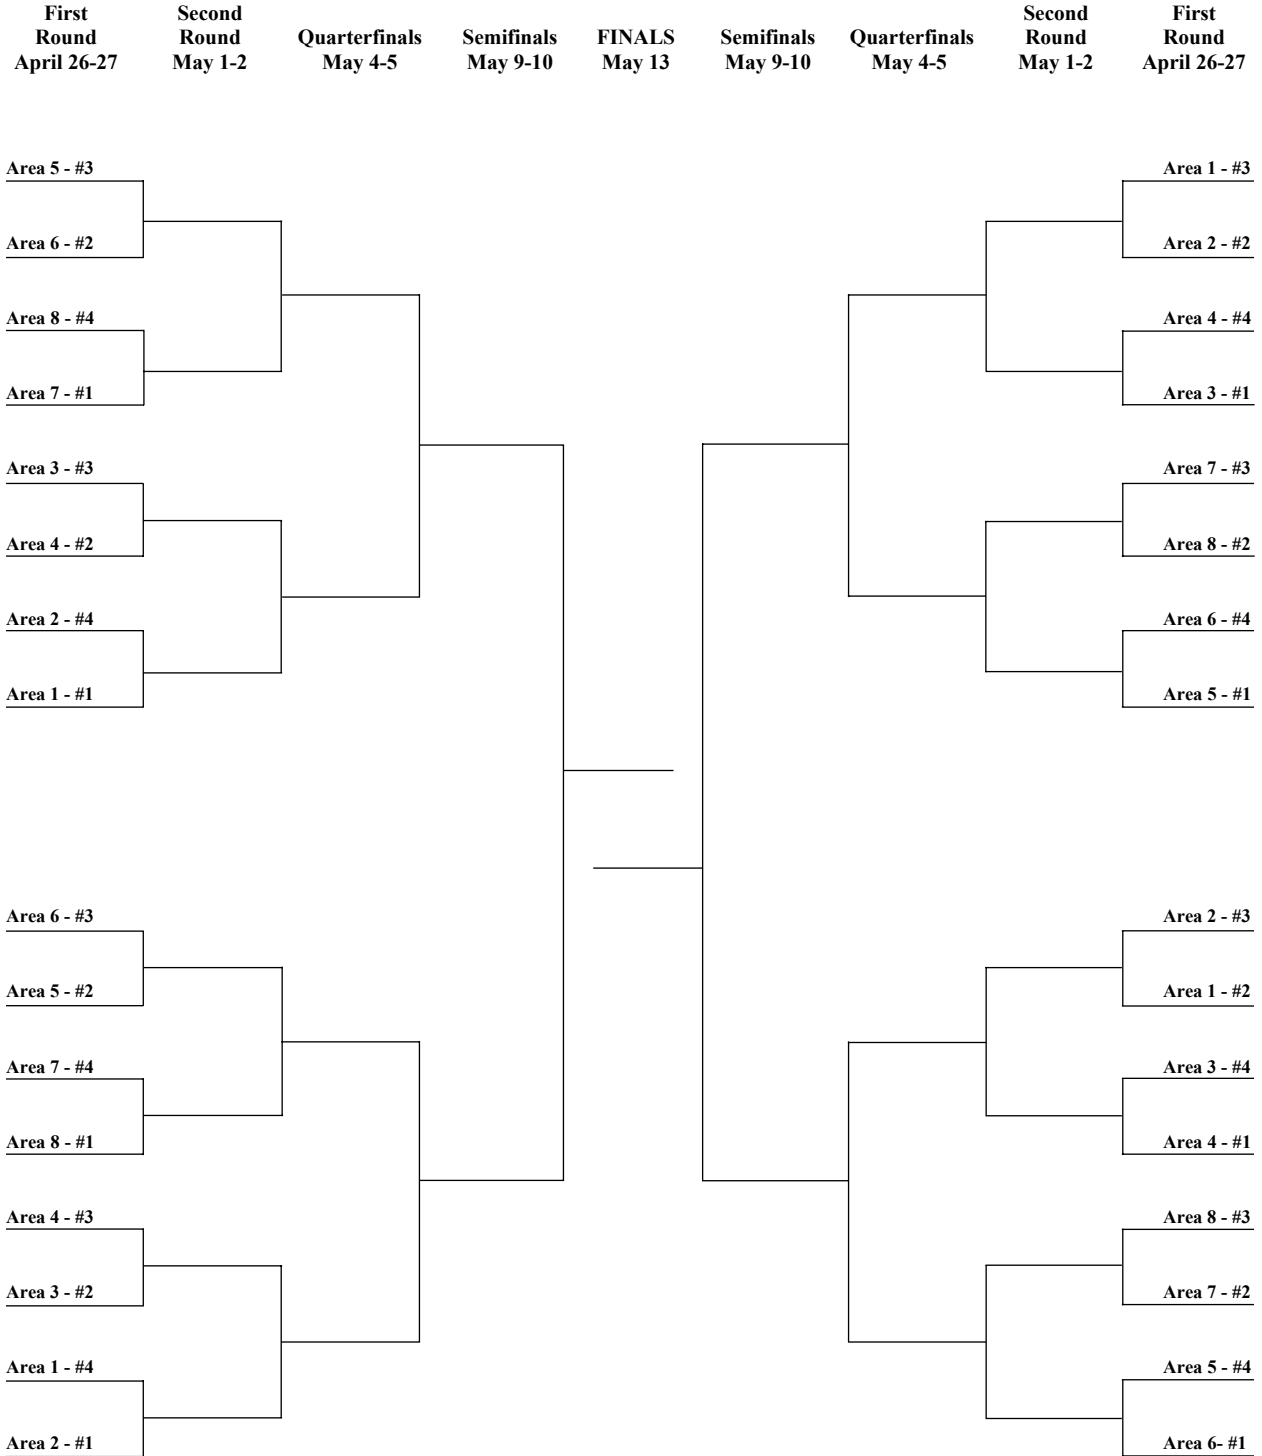 First Round April 26-27
Second Round May 1-2
Quarterfinals May 4-5
Semifinals May 9-10
FINALS May 13
Semifinals May 9-10
Quarterfinals May 4-5
Second Round May 1-2
First Round April 26-27
Area 5 - #3
Area 6 - #2
Area 8 - #4
Area 7 - #1
Area 3 - #3
Area 4 - #2
Area 2 - #4
Area 1 - #1
Area 6 - #3
Area 5 - #2
Area 7 - #4
Area 8 - #1
Area 4 - #3
Area 3 - #2
Area 1 - #4
Area 2 - #1
Area 1 - #3
Area 2 - #2
Area 4 - #4
Area 3 - #1
Area 7 - #3
Area 8 - #2
Area 6 - #4
Area 5 - #1
Area 2 - #3
Area 1 - #2
Area 3 - #4
Area 4 - #1
Area 8 - #3
Area 7 - #2
Area 5 - #4
Area 6- #1